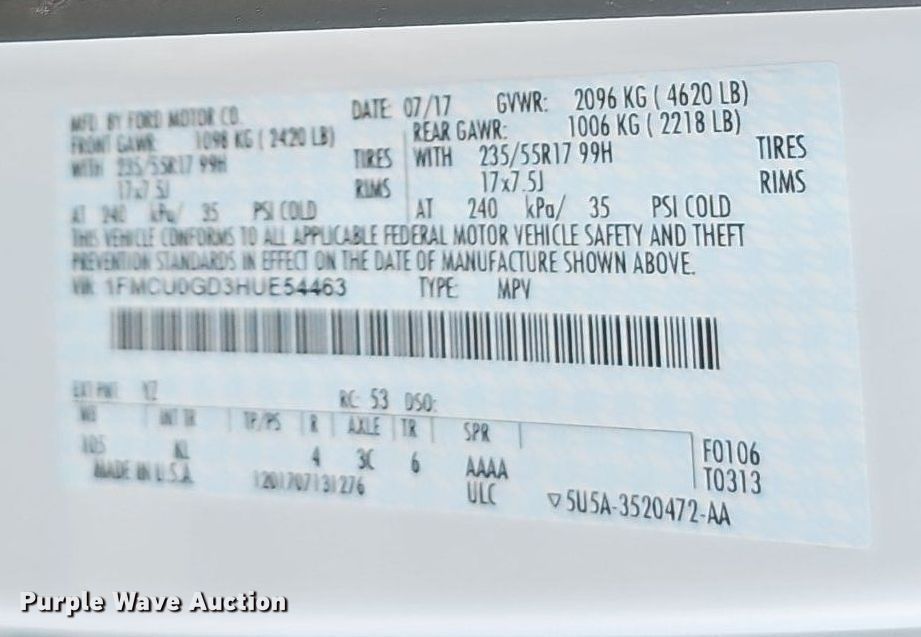 MFD. BY FORD MOTOR CO. DATE: 07/17 GVWR: 2096 KG ( 4620 LB)
FRONT GAWR: 1098 KG ( 2420 LB) REAR GAWR: 1006 KG ( 2218 LB)
WITH 235/55R17 99H TIRES WITH 235/55R17 99H TIRES
17x7.5J RIMS 17x7.5J RIMS
AT 240 kPa/ 35 PSI COLD AT 240 kPa/ 35 PSI COLD
THIS VEHICLE CONFORMS TO ALL APPLICABLE FEDERAL MOTOR VEHICLE SAFETY AND THEFT
PREVENTION STANDARDS IN EFFECT ON THE DATE OF MANUFACTURE SHOWN ABOVE.
VIN: 1FMCU0GD3HUE54463 TYPE: MPV
EXT PNT: YZ RC: 53 DSO:
WB INT TR TP/PS R AXLE TR SPR
105 KL 4 3C 6 AAAA F0106
T0313
MADE IN U.S.A. 1201707131276 ULC ▽5U5A-3520472-AA
Purple Wave Auction